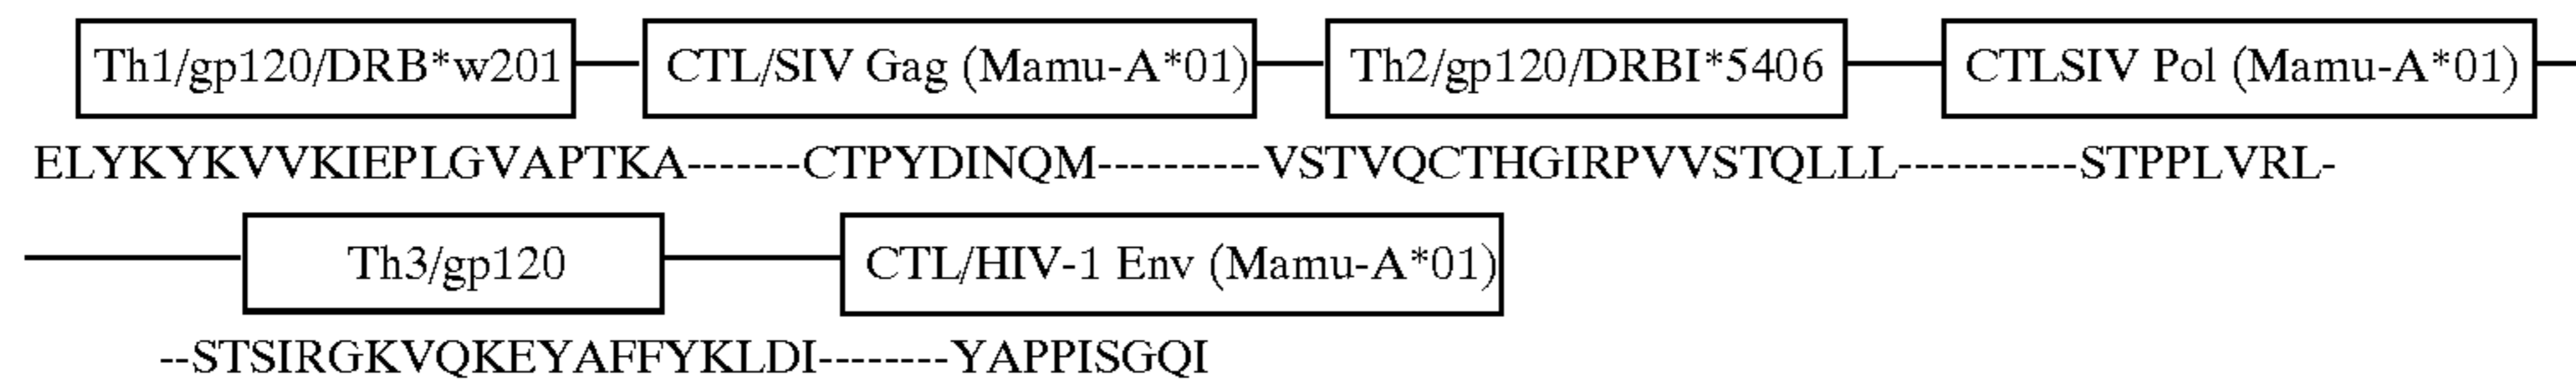 Th1/gp120/DRB*w201 CTL/SIV Gag (Mamu-A*01) Th2/gp120/DRBI*5406 CTLSIV Pol (Mamu-A*01)
ELYKYKVVKIEPLGVAPTKA-------CTPYDINQM----------VSTVQCTHGIRPVVSTQLLL-----------STPPLVRL-
Th3/gp120 CTL/HIV-1 Env (Mamu-A*01)
--STSIRGKVQKEYAFFYKLDI--------YAPPISGQI